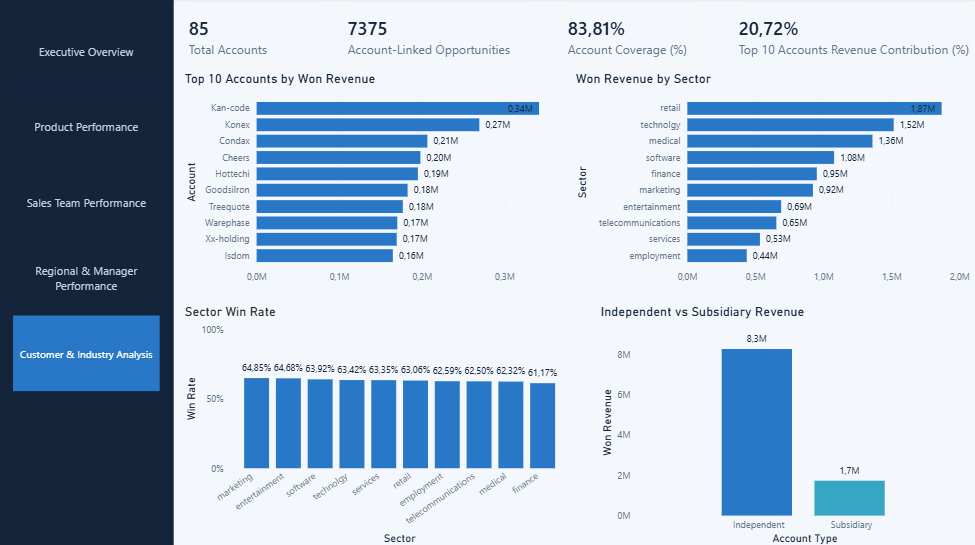 Executive Overview
Product Performance
Sales Team Performance
Regional & Manager
Performance
Customer & Industry Analysis
85
Total Accounts
7375
Account-Linked Opportunities
83,81%
Account Coverage (%)
20,72%
Top 10 Accounts Revenue Contribution (%)
Top 10 Accounts by Won Revenue
Account
Kan-code 0,34M
Konex 0,27M
Condax 0,21M
Cheers 0,20M
Hottechi 0,19M
Goodsilron 0,18M
Treequote 0,18M
Warephase 0,17M
Xx-holding 0,17M
Isdom 0,16M
0,0M 0,1M 0,2M 0,3M
Won Revenue by Sector
Sector
retail 1,87M
technolgy 1,52M
medical 1,36M
software 1,08M
finance 0,95M
marketing 0,92M
entertainment 0,69M
telecommunications 0,65M
services 0,53M
employment 0,44M
0,0M 0,5M 1,0M 1,5M 2,0M
Sector Win Rate
Win Rate
100%
50%
0%
64,85% 64,68% 63,92% 63,42% 63,35% 63,06% 62,59% 62,50% 62,32% 61,17%
marketing entertainment software technolgy services retail employment telecommunications medical finance
Sector
Independent vs Subsidiary Revenue
Won Revenue
8M
6M
4M
2M
0M
8,3M
1,7M
Independent Subsidiary
Account Type